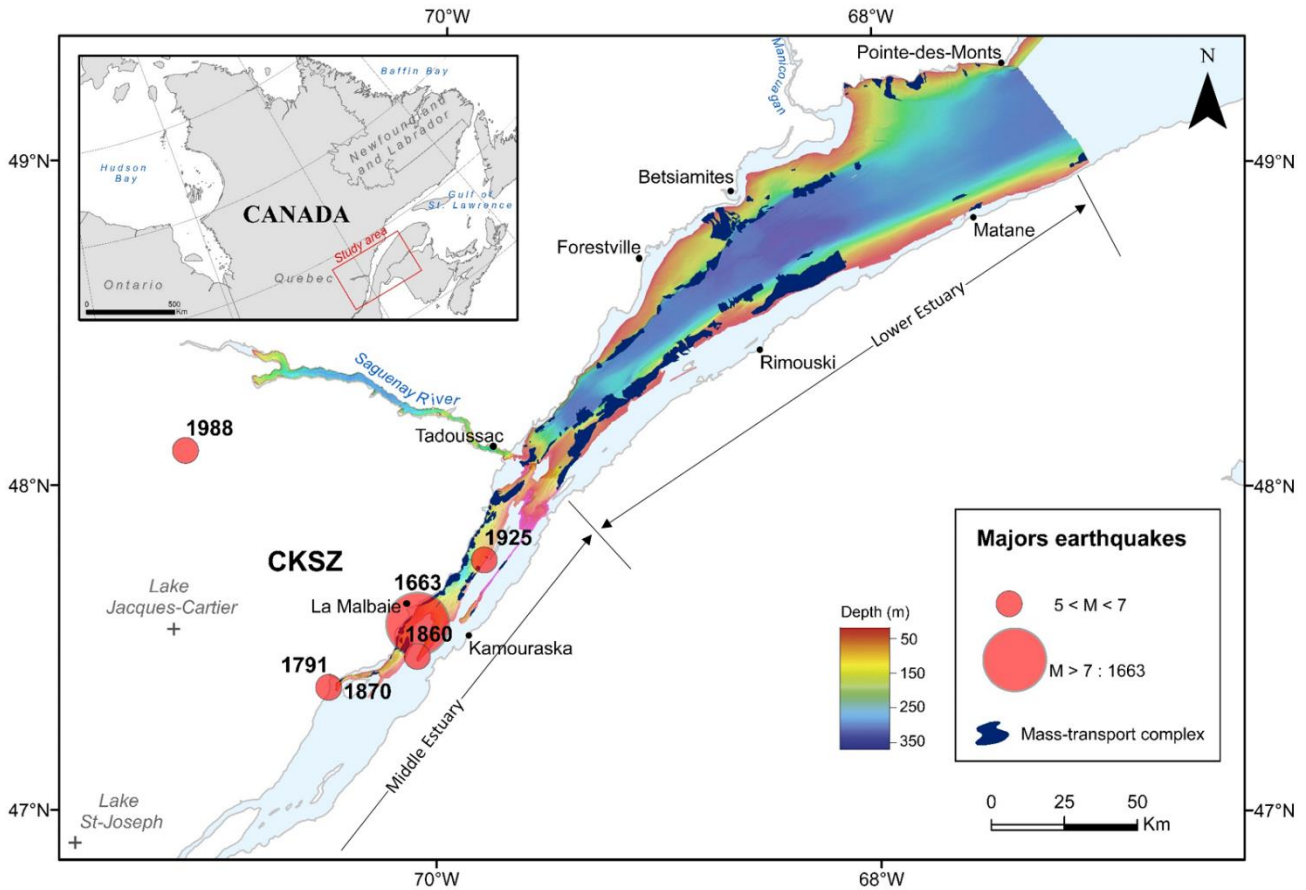 70°W
68°W
Baffin Bay
Hudson
Bay
Newfoundland
and Labrador
Gulf of
St. Lawrence
CANADA
Study area
Quebec
Ontario
0
500
Km
Manicouagan
Pointe-des-Monts
N
49°N
49°N
Betsiamites
Forestville
Matane
Lower Estuary
Rimouski
Saguenay River
Tadoussac
1988
48°N
48°N
CKSZ
1925
1663
Lake
Jacques-Cartier
La Malbaie
1860
Kamouraska
1791
1870
Middle Estuary
Depth (m)
50
150
250
350
Majors earthquakes
5 < M < 7
M > 7 : 1663
Mass-transport complex
47°N
47°N
Lake
St-Joseph
0
25
50
Km
70°W
68°W